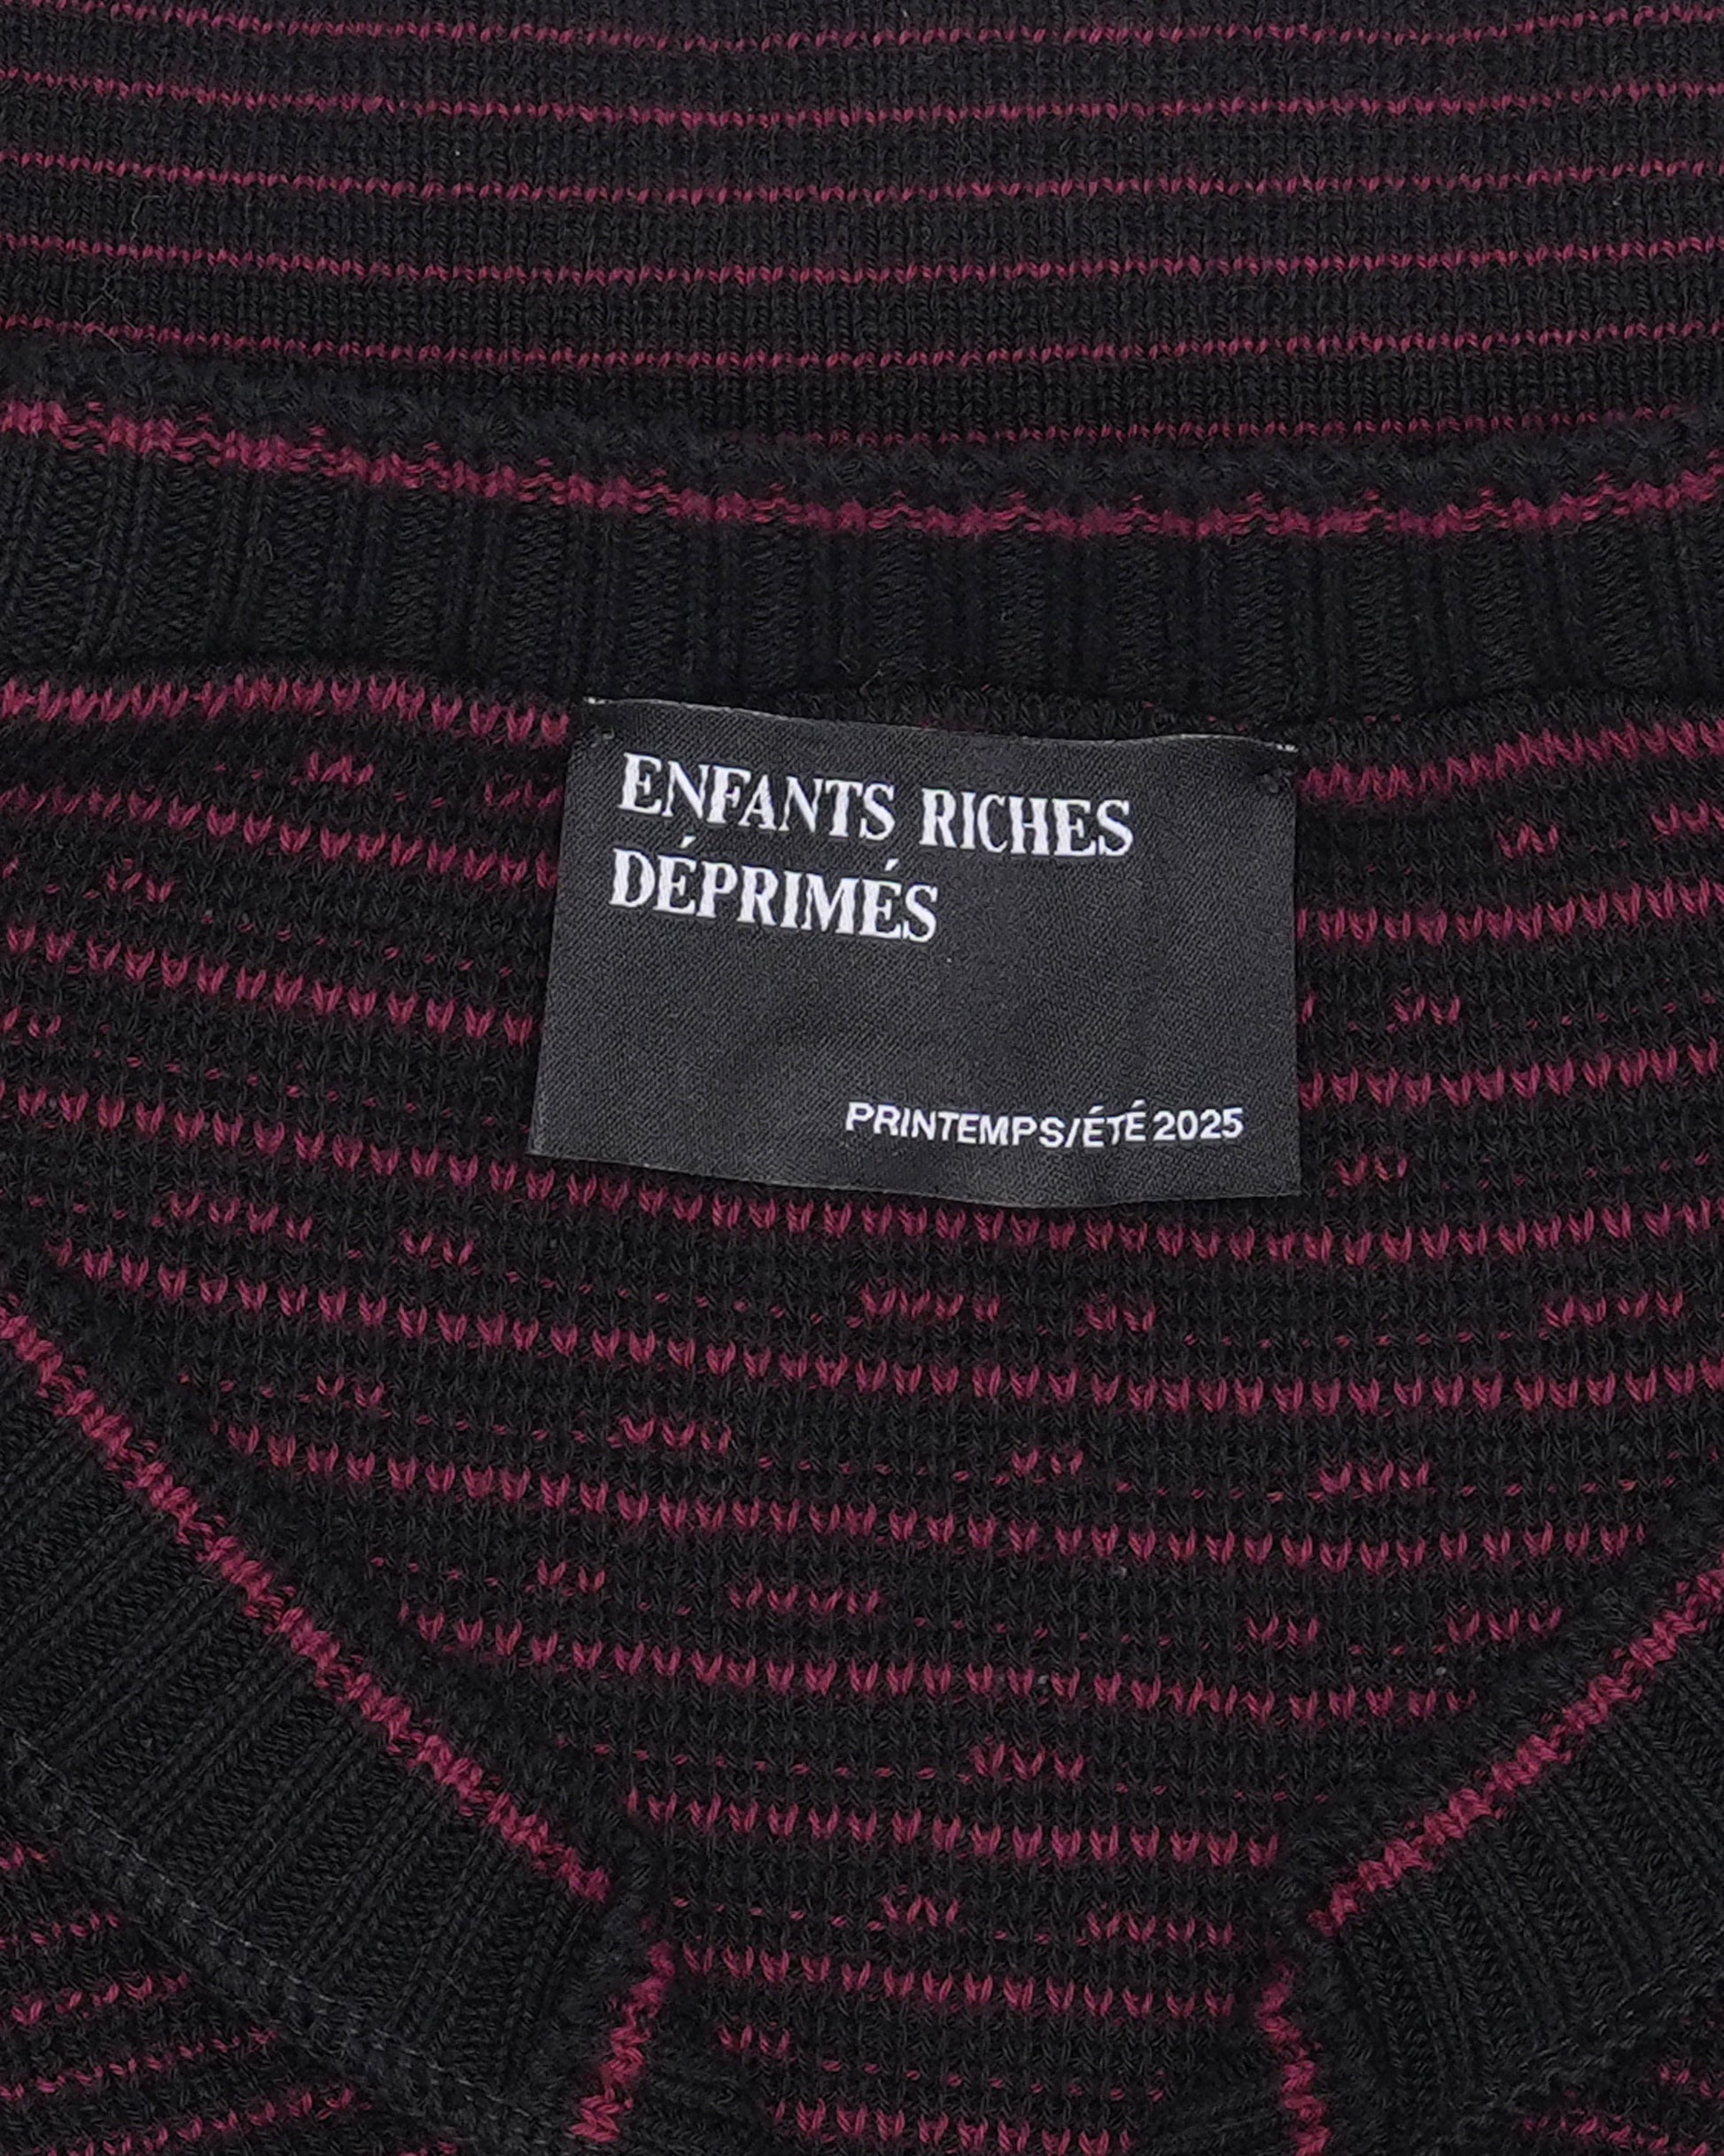 ENFANTS RICHES
DÉPRIMÉS
PRINTEMPS/ÉTÉ 2025